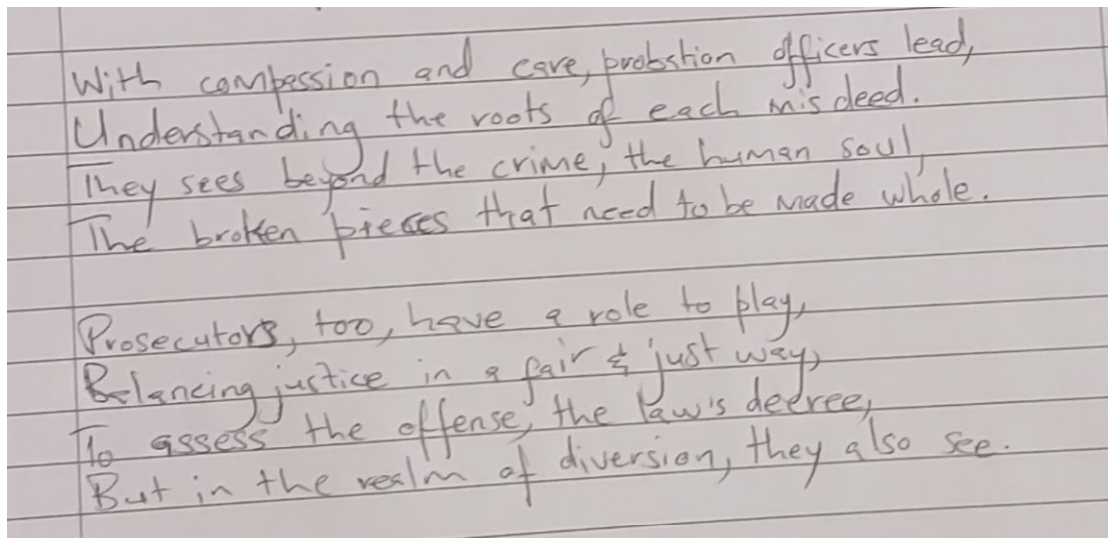 With compassion and care, probation officers lead,
Understanding the roots of each misdeed.
They sees beyond the crime, the human soul,
The broken pieces that need to be made whole.
Prosecutors, too, have a role to play,
Balancing justice in a fair & just way,
To assess the offense, the law's decree,
But in the realm of diversion, they also see.